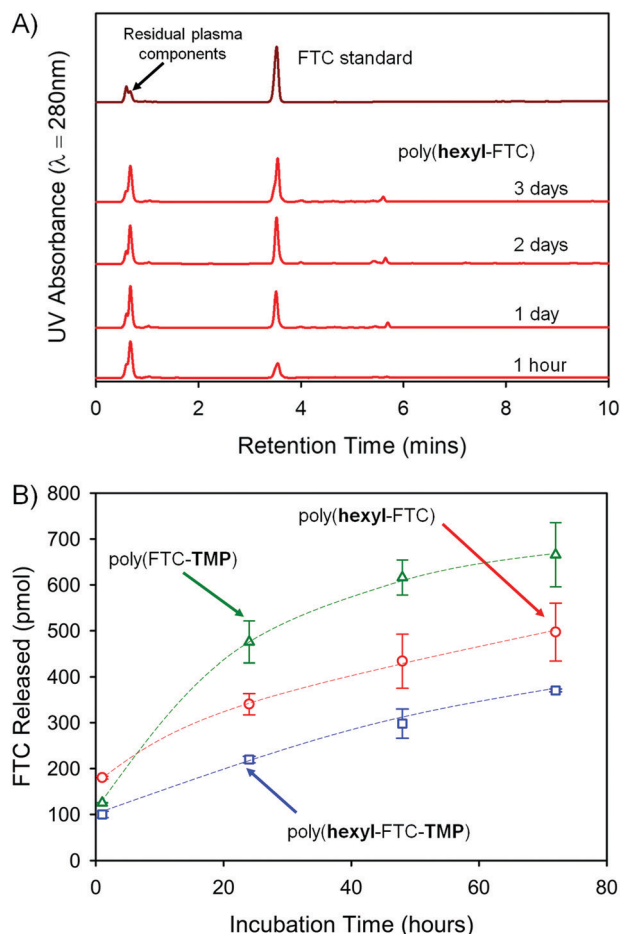 A)
Residual plasma
components
FTC standard
poly(hexyl-FTC)
3 days
2 days
1 day
1 hour
UV Absorbance (λ = 280nm)
0 2 4 6 8 10
Retention Time (mins)
B)
800
700
600
500
400
300
200
100
0
FTC Released (pmol)
poly(hexyl-FTC)
poly(FTC-TMP)
poly(hexyl-FTC-TMP)
0 20 40 60 80
Incubation Time (hours)